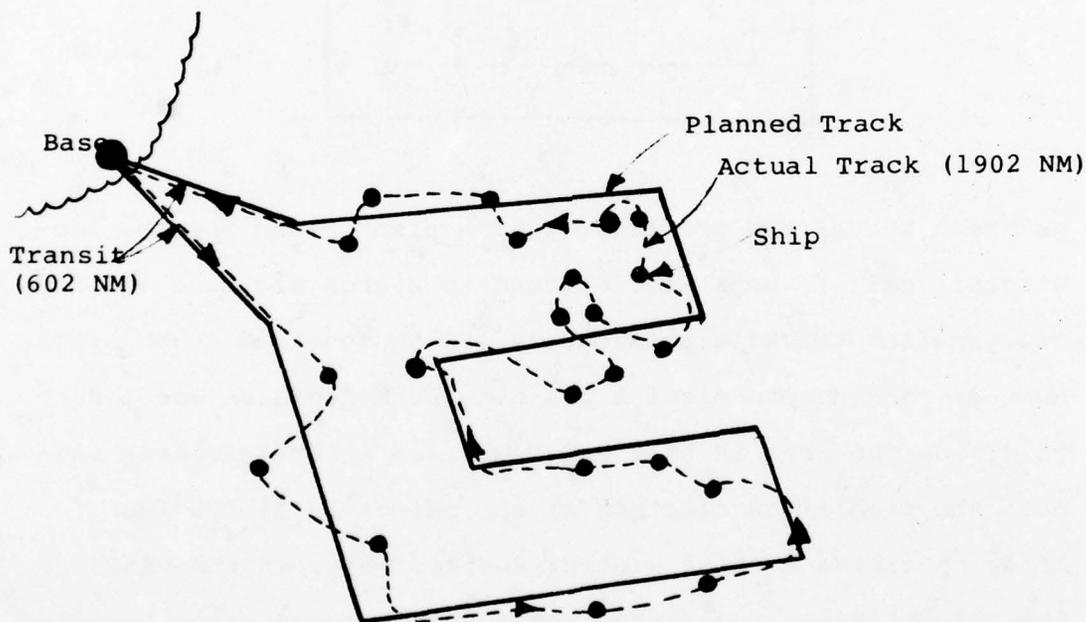 Base
Planned Track
Actual Track (1902 NM)
Ship
Transit
(602 NM)